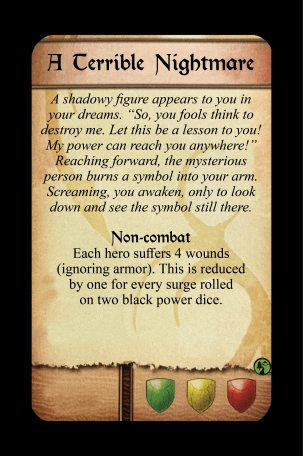 A Terrible Nightmare
A shadowy figure appears to you in
your dreams. “So, you fools think to
destroy me. Let this be a lesson to you!
My power can reach you anywhere!”
Reaching forward, the mysterious
person burns a symbol into your arm.
Screaming, you awaken, only to look
down and see the symbol still there.
Non-combat
Each hero suffers 4 wounds
(ignoring armor). This is reduced
by one for every surge rolled
on two black power dice.